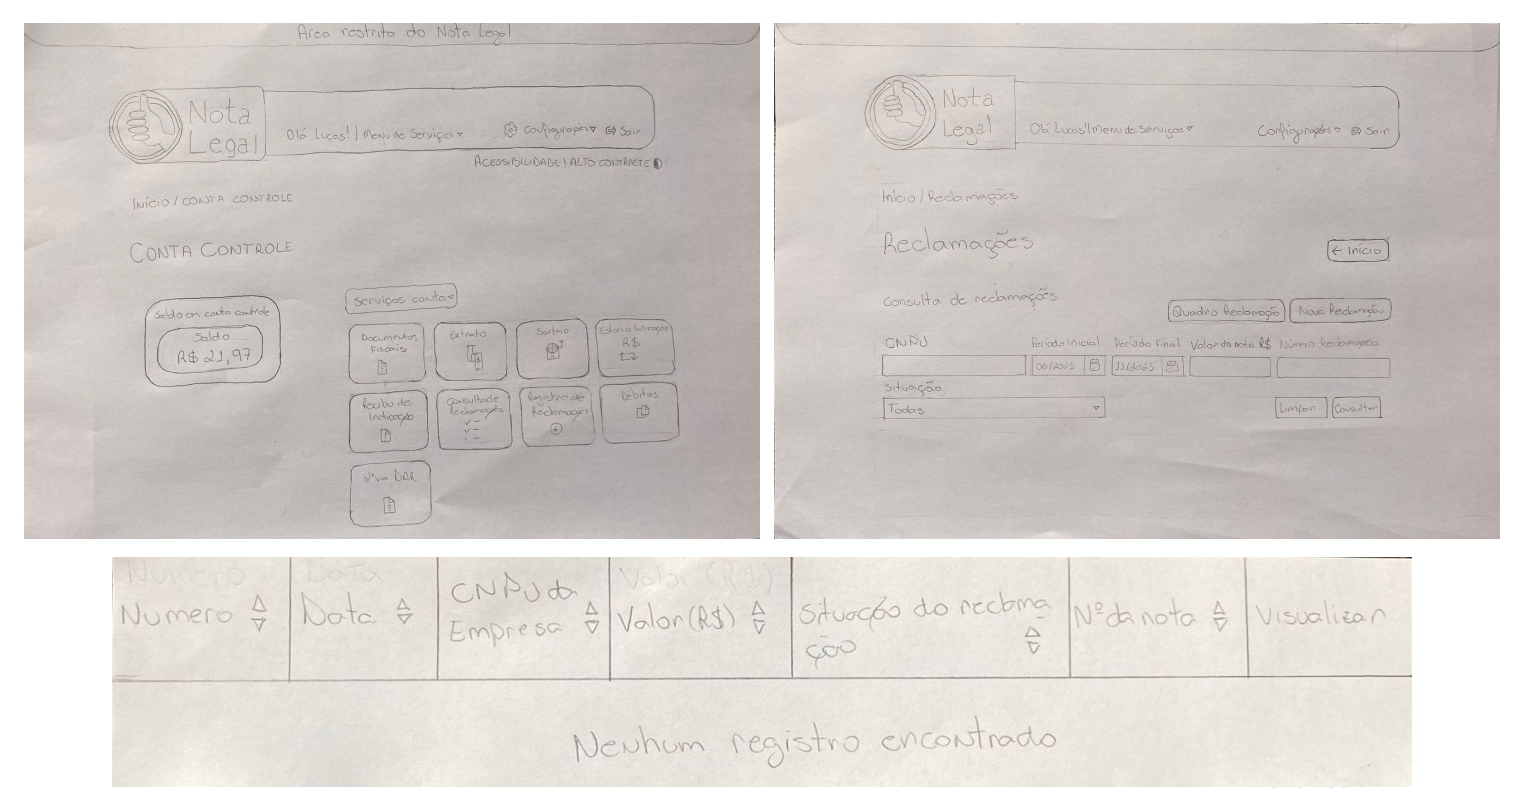 Area restrita do Nota Legal
Nota
Legal
Olá Lucas! | Menu de Serviços
Configurações
Sair
ACESSIBILIDADE | ALTO CONTRASTE
INÍCIO / CONTA CONTROLE
CONTA CONTROLE
Saldo em conta controle
Saldo
R$ 21,97
Serviços conta
Documentos
Fiscais
Extrato
Sorteio
R$
Recibo de
Indicação
Consulta de
Reclamações
Registro de
Reclamações
Débitos
2ª via DAR
Nota
Legal
Olá Lucas! | Menu de Serviços
Configurações
Sair
Início / Reclamações
Reclamações
← Início
Consulta de reclamações
Quadro Reclamação
Nova Reclamação
CNPJ
Período Inicial
Período Final
Valor da nota R$
Número Reclamação
06/2023
11/2023
Situação
Todas
Limpar
Consultar
Numero
Data
CNPJ da
Empresa
Valor (R$)
Situação do reclama
ção
Nº da nota
Visualizar
Nenhum registro encontrado